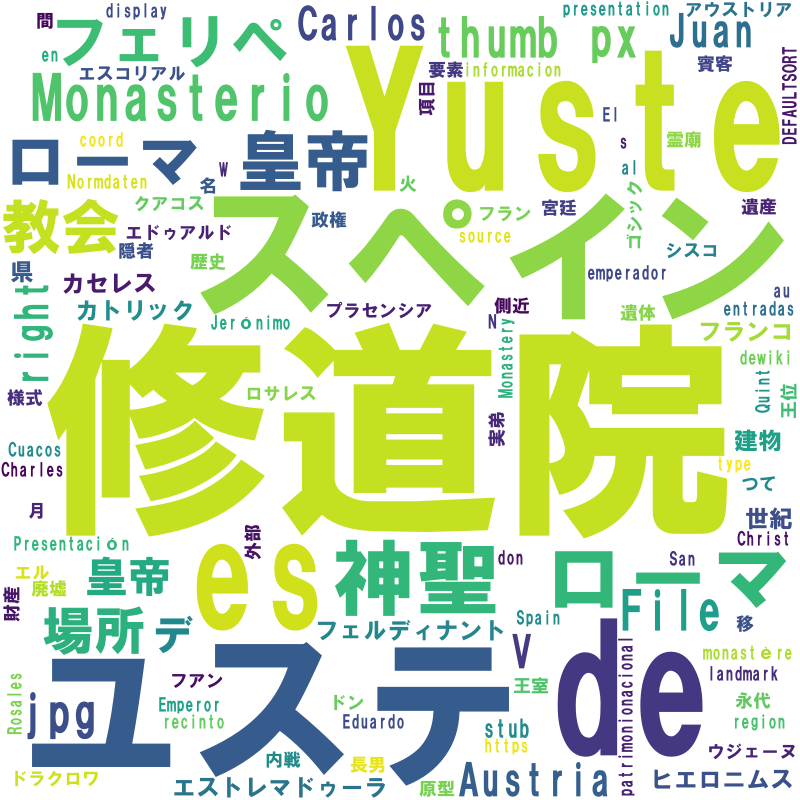 間 display Carlos presentation アウストリア
フェリペ thumb px Juan
en エスコリアル 要素 information 寳客
Monasterio 項目 Yuste El DEFAULTSORT
coord ローマ 皇帝 s 霊廟
Normdaten 名 W 火 al
教会 クアコス 政権 フラン 宮廷 ゴシック 遺産
エドゥアルド 隠者 source シスコ
県 歴史 スペイン emperador
カセレス 側近 au
right カトリック プラセンシア N 遺体 entradas
Jerónimo Monastery フランコ
修道院 dewiki
様式 ロサレス 実弟 Quint 王位
Cuacos 建物
Charles type
月 つて
外部 世紀
Presentación Christ
エル 皇帝 es 神聖 don ローマ San
廃墟
財産 場所 デ フェルディナント Spain File 移
ユステ フアン V de monastère
王室 patrimonionacional landmark
Rosales jpg Emperor ドン 永代
recinto Eduardo stub region
内戦 https ウジェーヌ
ドラクロワ 長男
エストレマドゥーラ 原型 Austria ヒエロニムス